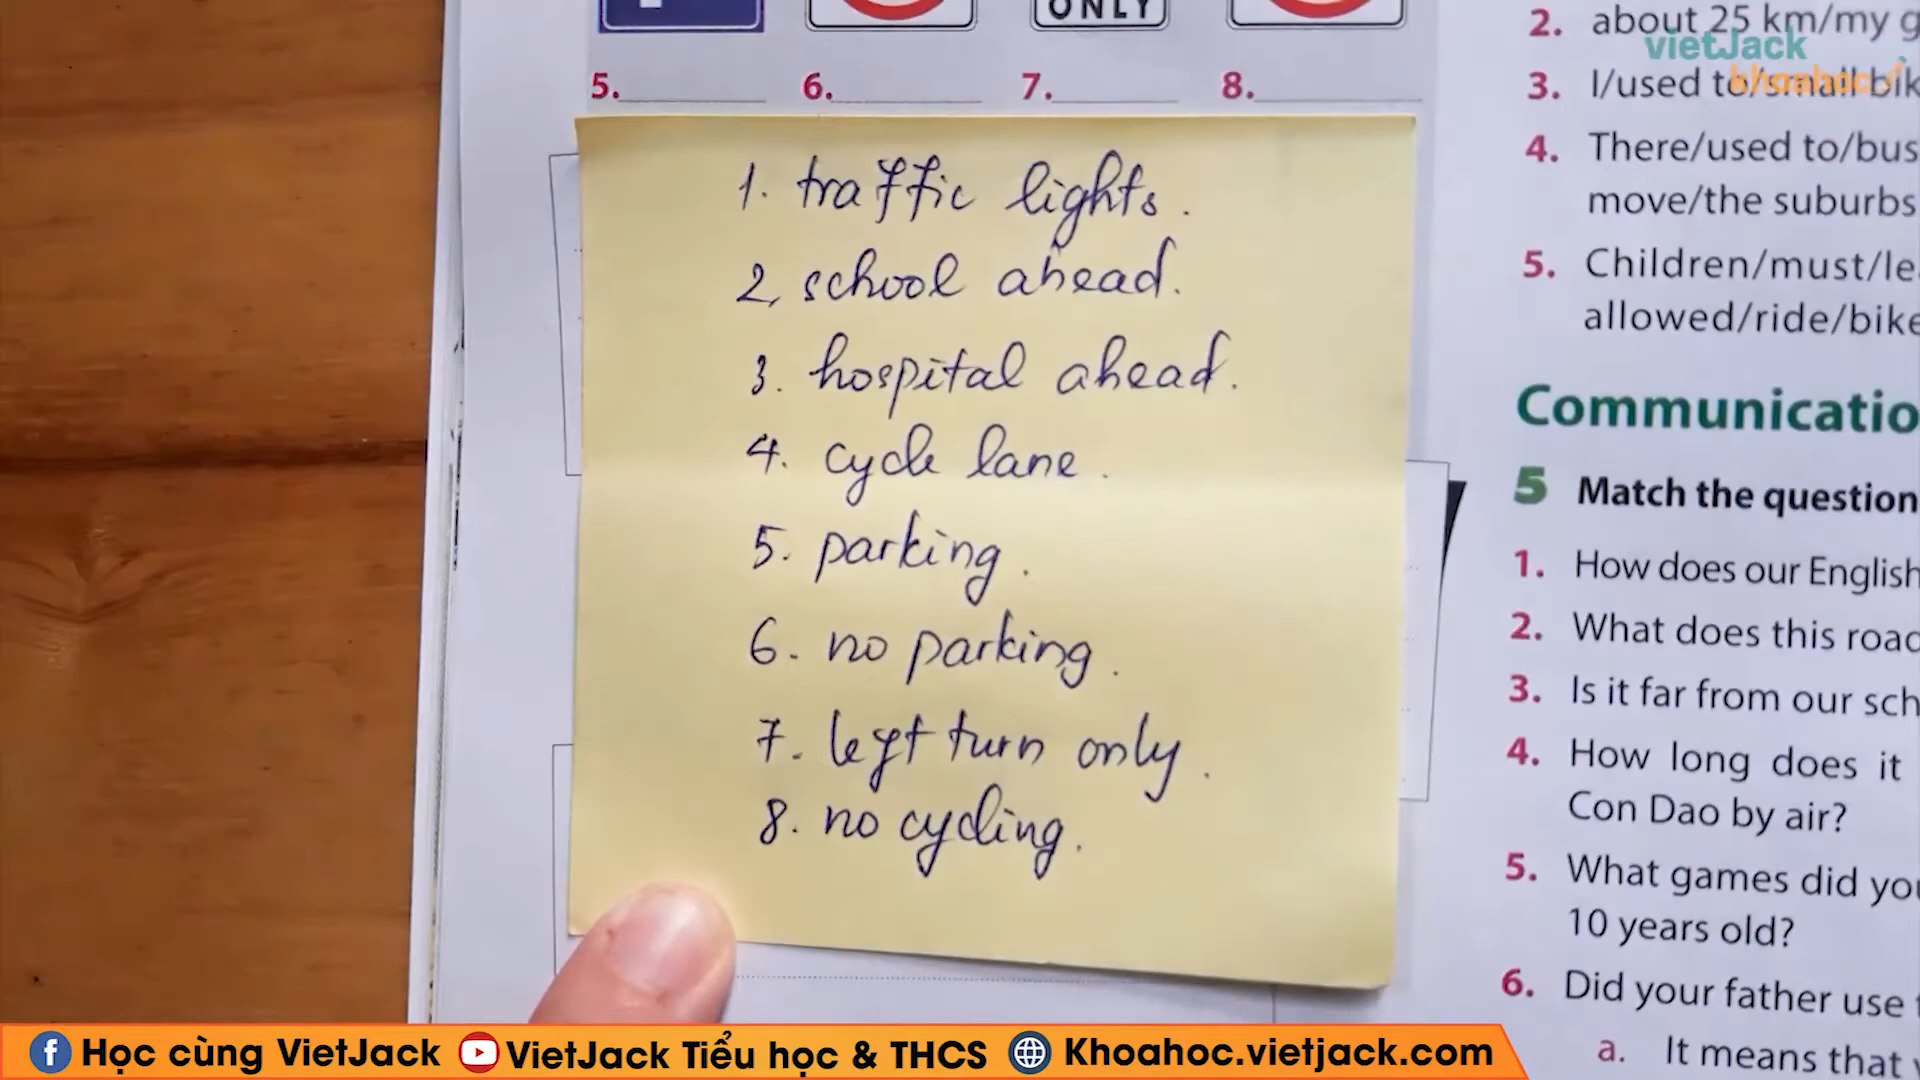 ONLY
5.
6.
7.
8.
1. traffic lights.
2, school ahead.
3. hospital ahead.
4. cycle lane.
5. parking.
6. no parking.
7. left turn only.
8. no cycling.
2. about 25 km/my g
3. I/used to/small bik
4. There/used to/bus
move/the suburbs
5. Children/must/le
allowed/ride/bike
Communicatio
5 Match the question
1. How does our English
2. What does this road
3. Is it far from our sch
4. How long does it
Con Dao by air?
5. What games did you
10 years old?
6. Did your father use
a. It means that
vietJack
khoahoc
Học cùng VietJack
VietJack Tiểu học & THCS
Khoahoc.vietjack.com